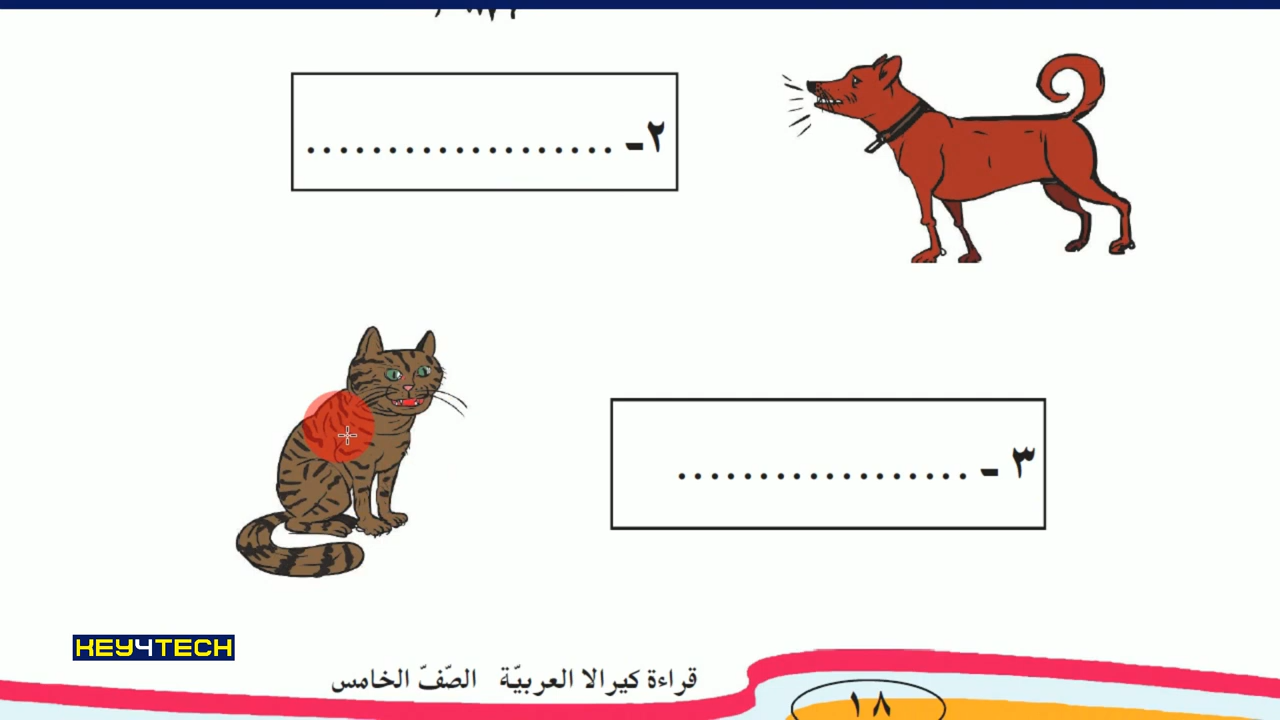 ٢ـ ...................
٣ ـ ..................
KEY4TECH
قراءة كيرالا العربيّة الصّفّ الخامس
١٨